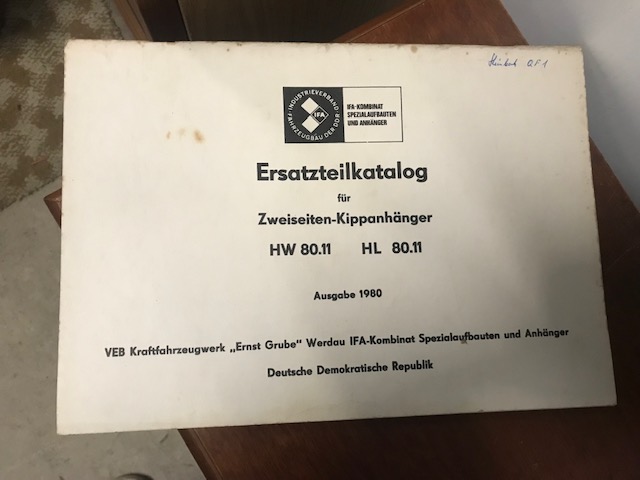 INDUSTRIEVERBAND
FAHRZEUGBAU DER DDR
IFA
IFA-KOMBINAT
SPEZIALAUFBAUTEN
UND ANHÄNGER
Ersatzteilkatalog
für
Zweiseiten-Kippanhänger
HW 80.11 HL 80.11
Ausgabe 1980
VEB Kraftfahrzeugwerk „Ernst Grube" Werdau IFA-Kombinat Spezialaufbauten und Anhänger
Deutsche Demokratische Republik